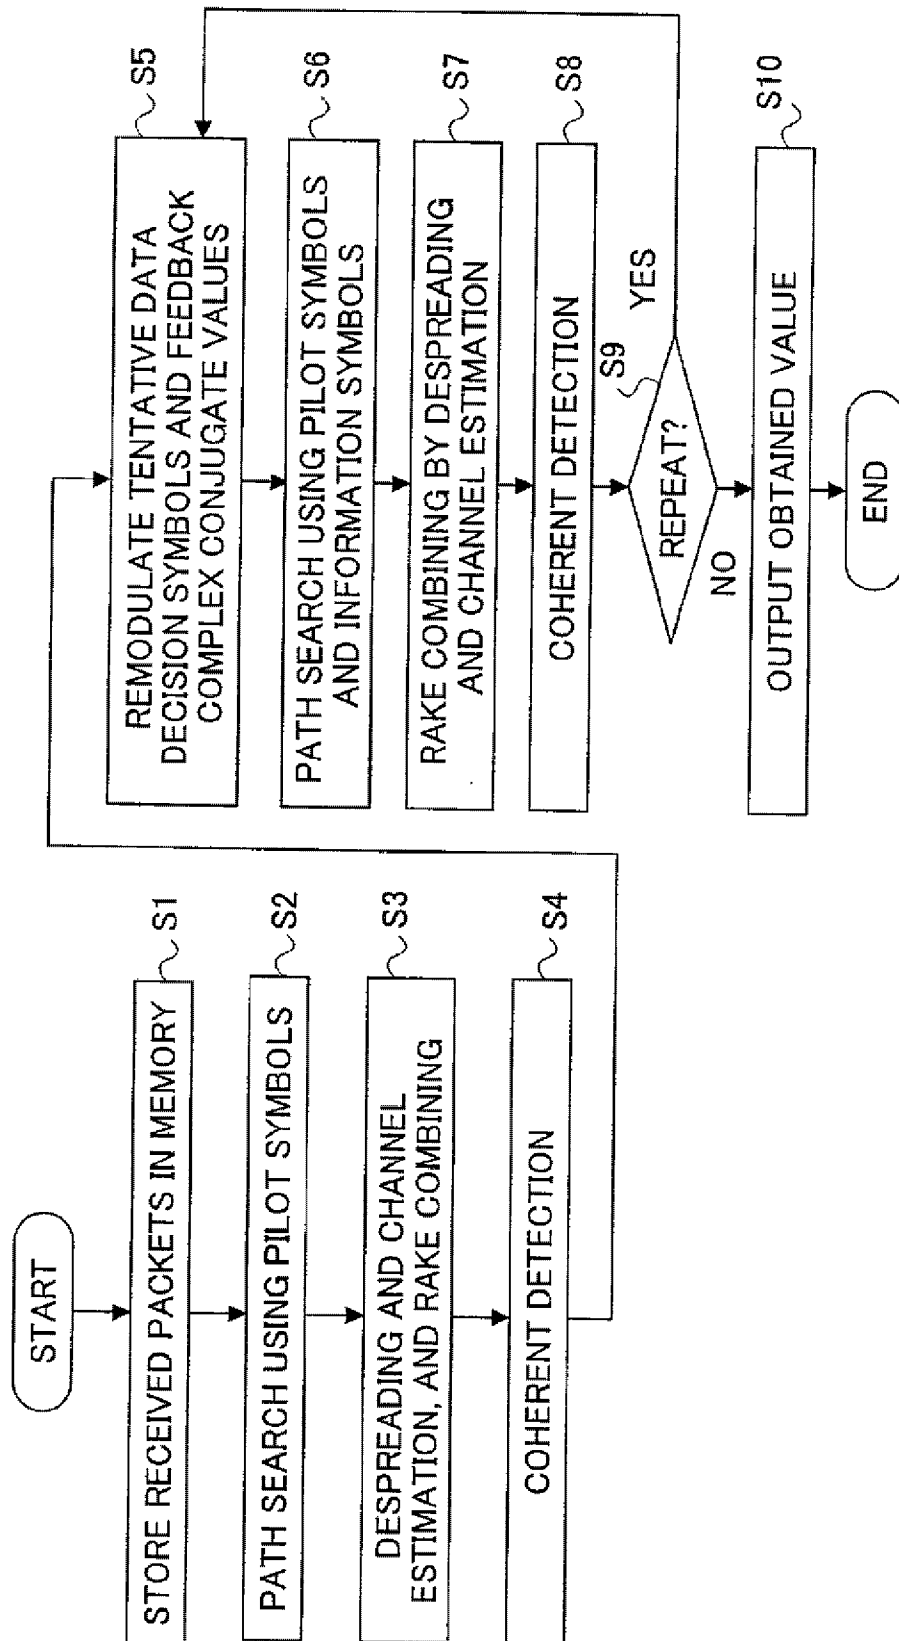 START
STORE RECEIVED PACKETS IN MEMORY
S1
PATH SEARCH USING PILOT SYMBOLS
S2
DESPREADING AND CHANNEL
ESTIMATION, AND RAKE COMBINING
S3
COHERENT DETECTION
S4
REMODULATE TENTATIVE DATA
DECISION SYMBOLS AND FEEDBACK
COMPLEX CONJUGATE VALUES
S5
PATH SEARCH USING PILOT SYMBOLS
AND INFORMATION SYMBOLS
S6
RAKE COMBINING BY DESPREADING
AND CHANNEL ESTIMATION
S7
COHERENT DETECTION
S8
REPEAT?
S9
YES
NO
OUTPUT OBTAINED VALUE
S10
END